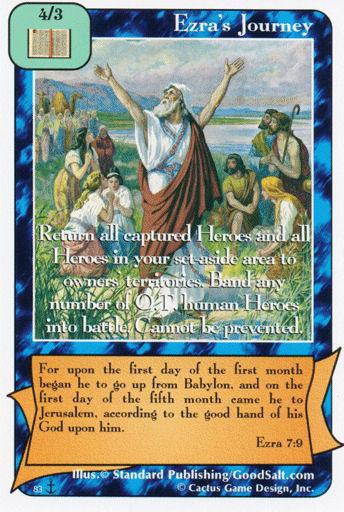 4/3
Ezra's Journey
Return all captured Heroes and all
Heroes in your set-aside area to
owners' territories. Band any
number of O.T. human Heroes
into battle. Cannot be prevented.
For upon the first day of the first month
began he to go up from Babylon, and on the
first day of the fifth month came he to
Jerusalem, according to the good hand of his
God upon him.
Ezra 7:9
Illus.© Standard Publishing/GoodSalt.com
83
© Cactus Game Design, Inc.